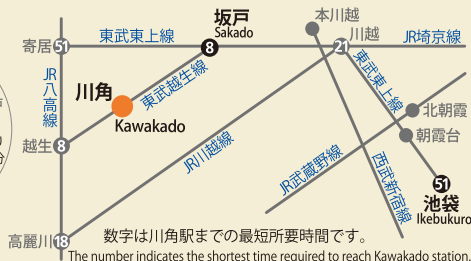 本川越
坂戸
Sakado
寄居 51
東武東上線
8
21
川越
JR埼京線
JR八高線
川角
Kawakado
東武越生線
東武東上線
北朝霞
朝霞台
越生 8
JR川越線
JR武蔵野線
西武新宿線
51
池袋
Ikebukuro
高麗川 18
数字は川角駅までの最短所要時間です。
The number indicates the shortest time required to reach Kawakado station.